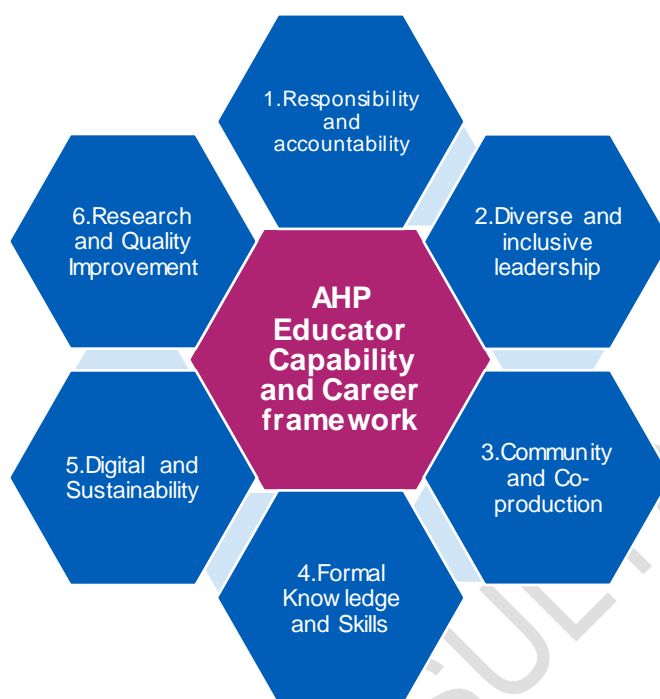 1.Responsibility
and
accountability
6.Research
and Quality
Improvement
2.Diverse and
inclusive
leadership
AHP
Educator
Capability
and Career
framework
5.Digital and
Sustainability
3.Community
and Co-
production
4.Formal
Knowledge
and Skills